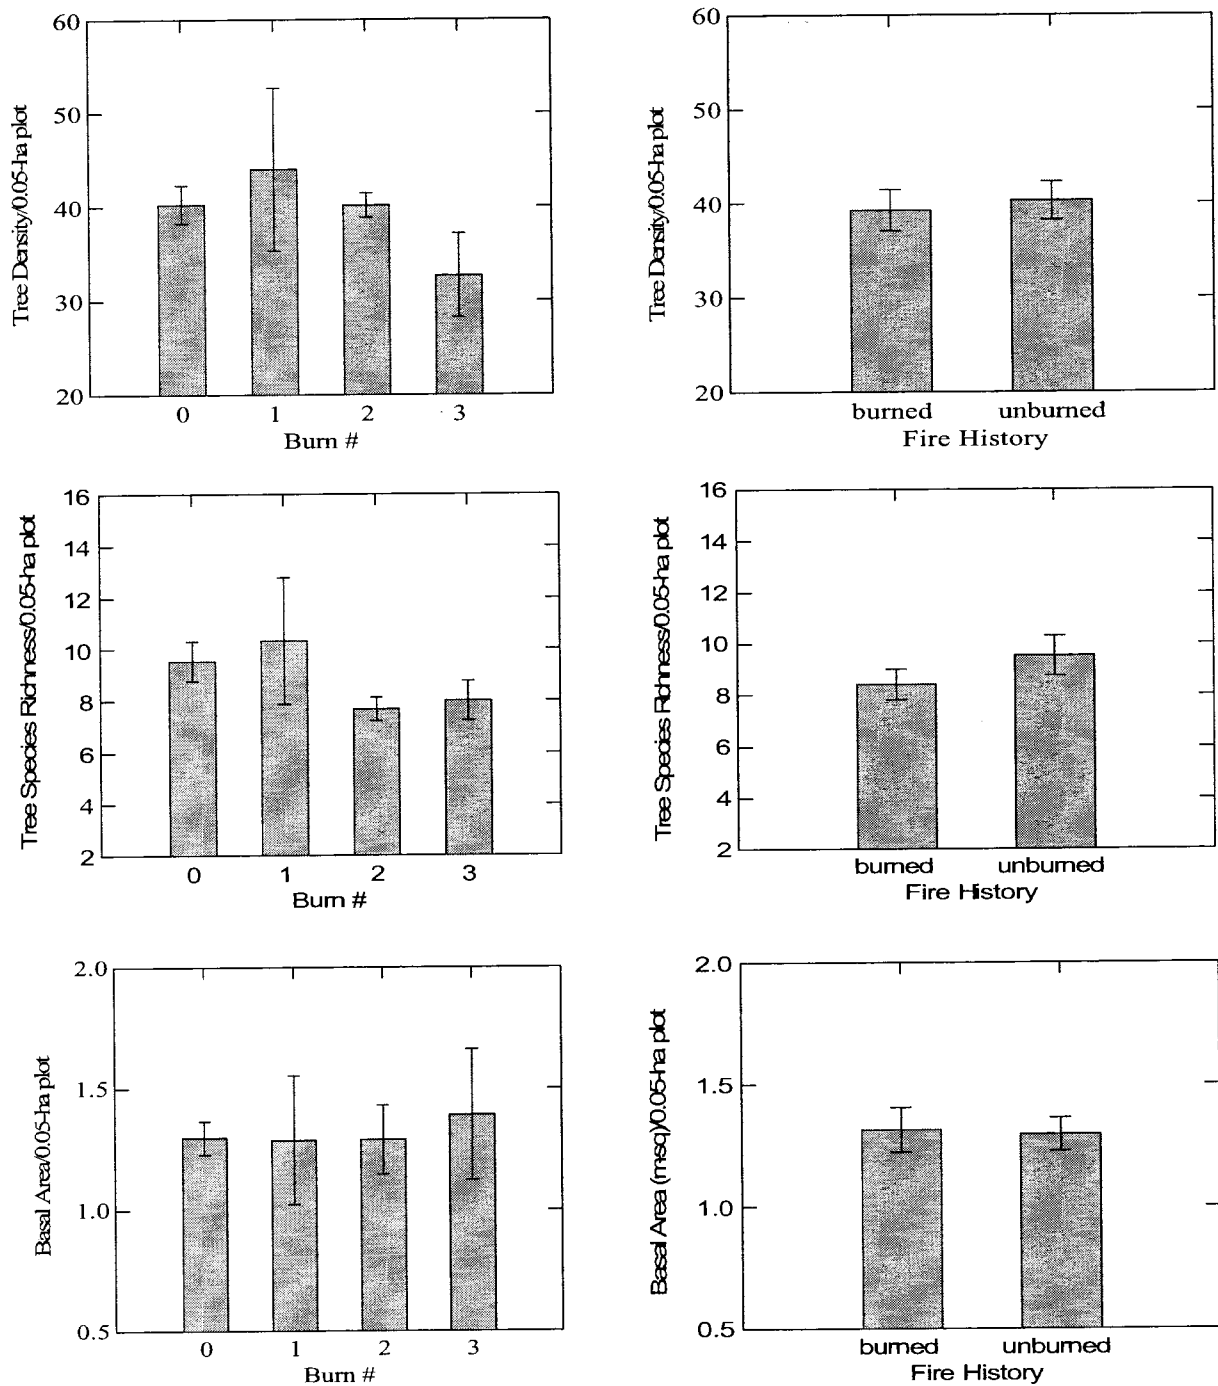 Tree Density/0.05-ha plot
60
50
40
30
20
0 1 2 3
Burn #
Tree Density/0.05-ha plot
60
50
40
30
20
burned unburned
Fire History
Tree Species Richness/0.05-ha plot
16
14
12
10
8
6
4
2
0 1 2 3
Burn #
Tree Species Richness/0.05-ha plot
16
14
12
10
8
6
4
2
burned unburned
Fire History
Basal Area/0.05-ha plot
2.0
1.5
1.0
0.5
0 1 2 3
Burn #
Basal Area (m-sq)/0.05-ha plot
2.0
1.5
1.0
0.5
burned unburned
Fire History